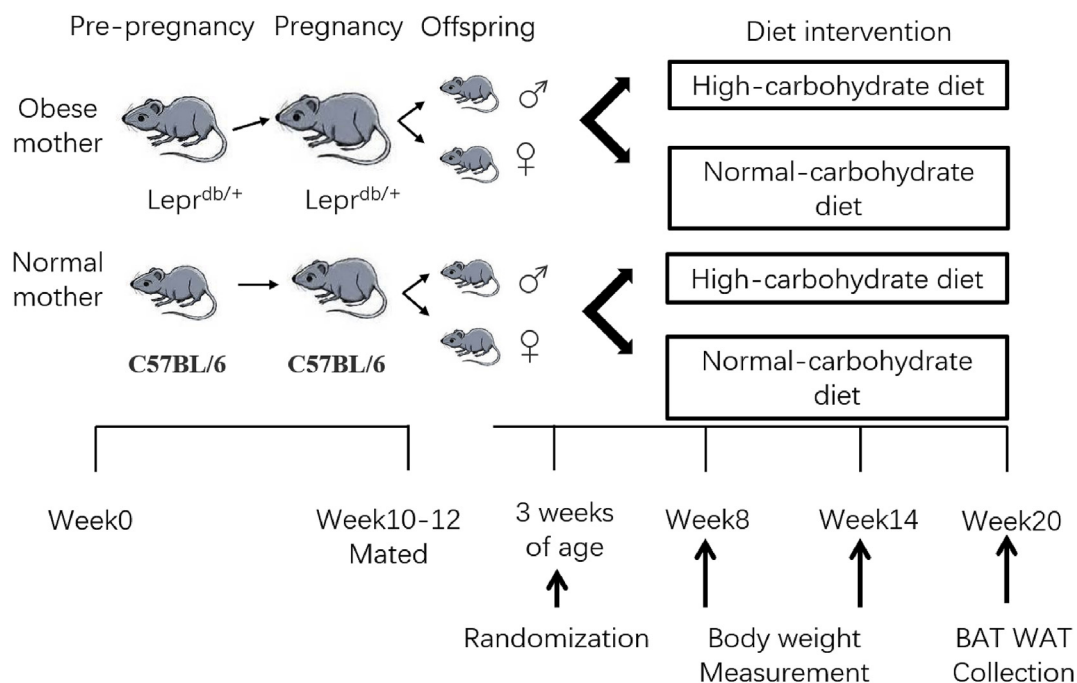 Pre-pregnancy Pregnancy Offspring Diet intervention
Obese
mother
Lepr^db/+ Lepr^db/+
♂
♀
High-carbohydrate diet
Normal-carbohydrate
diet
Normal
mother
C57BL/6 C57BL/6
♂
♀
High-carbohydrate diet
Normal-carbohydrate
diet
Week0
Week10-12
Mated
3 weeks
of age
Week8
Week14
Week20
Randomization
Body weight
Measurement
BAT WAT
Collection